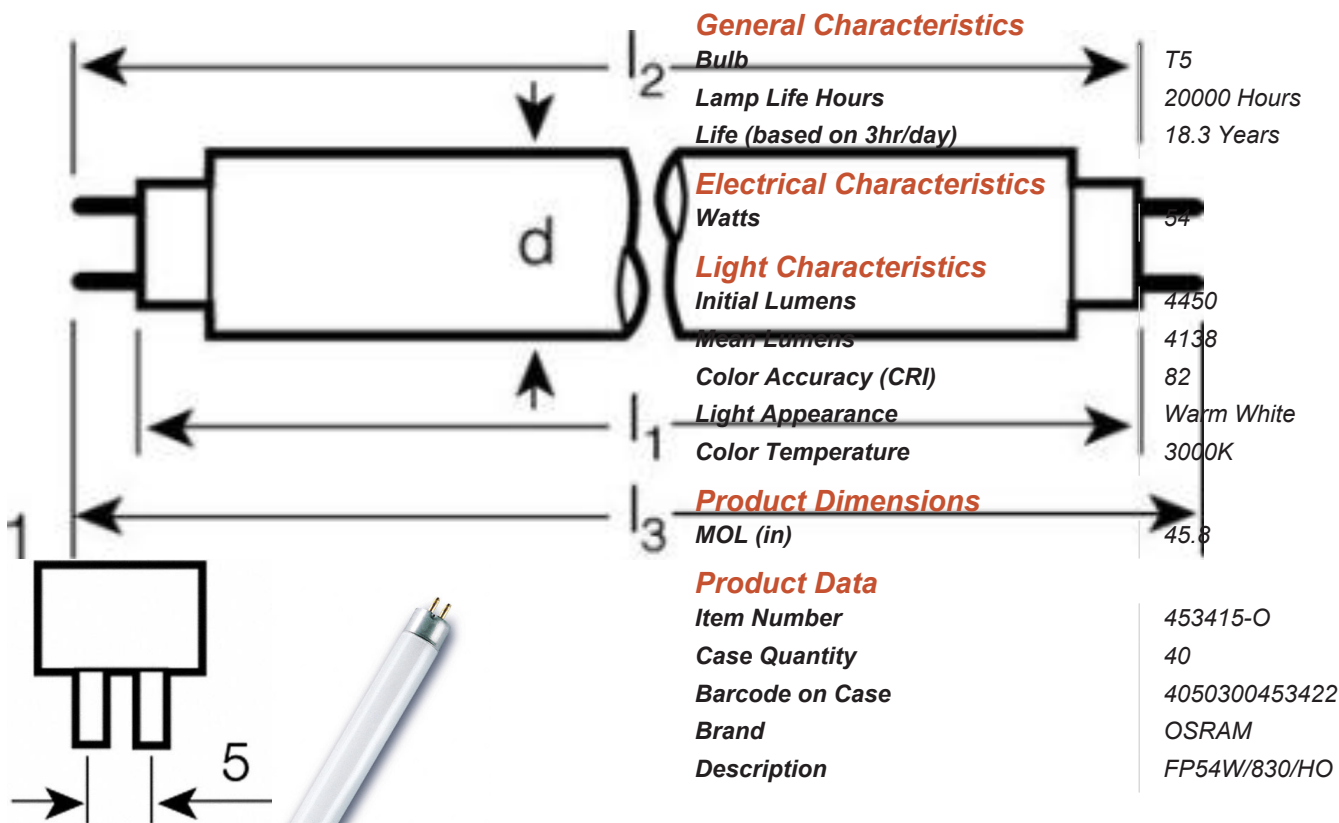 General Characteristics
Bulb T5
Lamp Life Hours 20000 Hours
Life (based on 3hr/day) 18.3 Years
Electrical Characteristics
Watts 54
Light Characteristics
Initial Lumens 4450
Mean Lumens 4138
Color Accuracy (CRI) 82
Light Appearance Warm White
Color Temperature 3000K
Product Dimensions
MOL (in) 45.8
Product Data
Item Number 453415-O
Case Quantity 40
Barcode on Case 4050300453422
Brand OSRAM
Description FP54W/830/HO
l2
d
l1
l3
1
5